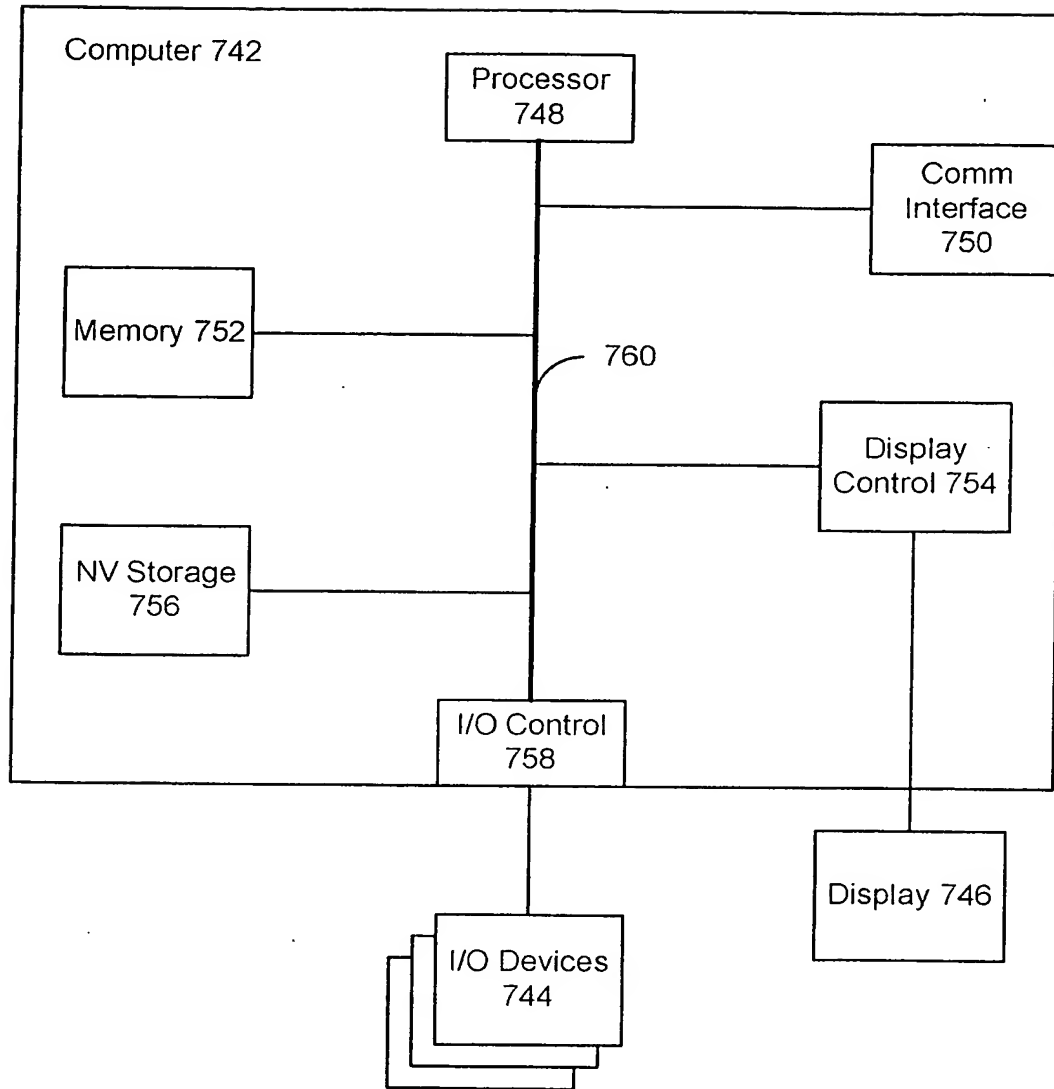 Computer 742
Processor
748
Comm
Interface
750
Memory 752
760
Display
Control 754
NV Storage
756
I/O Control
758
Display 746
I/O Devices
744